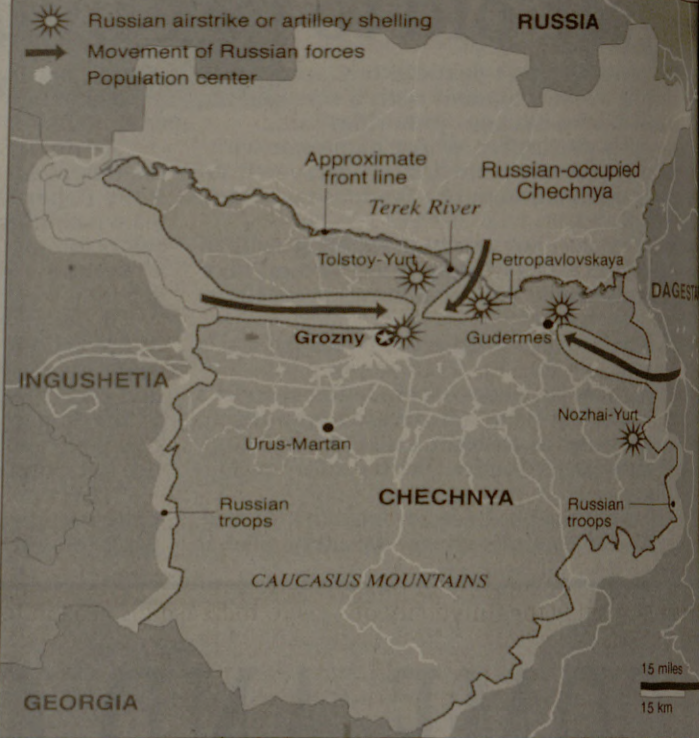 Russian airstrike or artillery shelling
RUSSIA
Movement of Russian forces
Population center
Approximate
front line
Russian-occupied
Chechnya
Terek River
Tolstoy-Yurt
Petropavlovskaya
DAGEST
Grozny
Gudermes
INGUSHETIA
Nozhai-Yurt
Urus-Martan
CHECHNYA
Russian
troops
Russian
troops
CAUCASUS MOUNTAINS
15 miles
15 km
GEORGIA